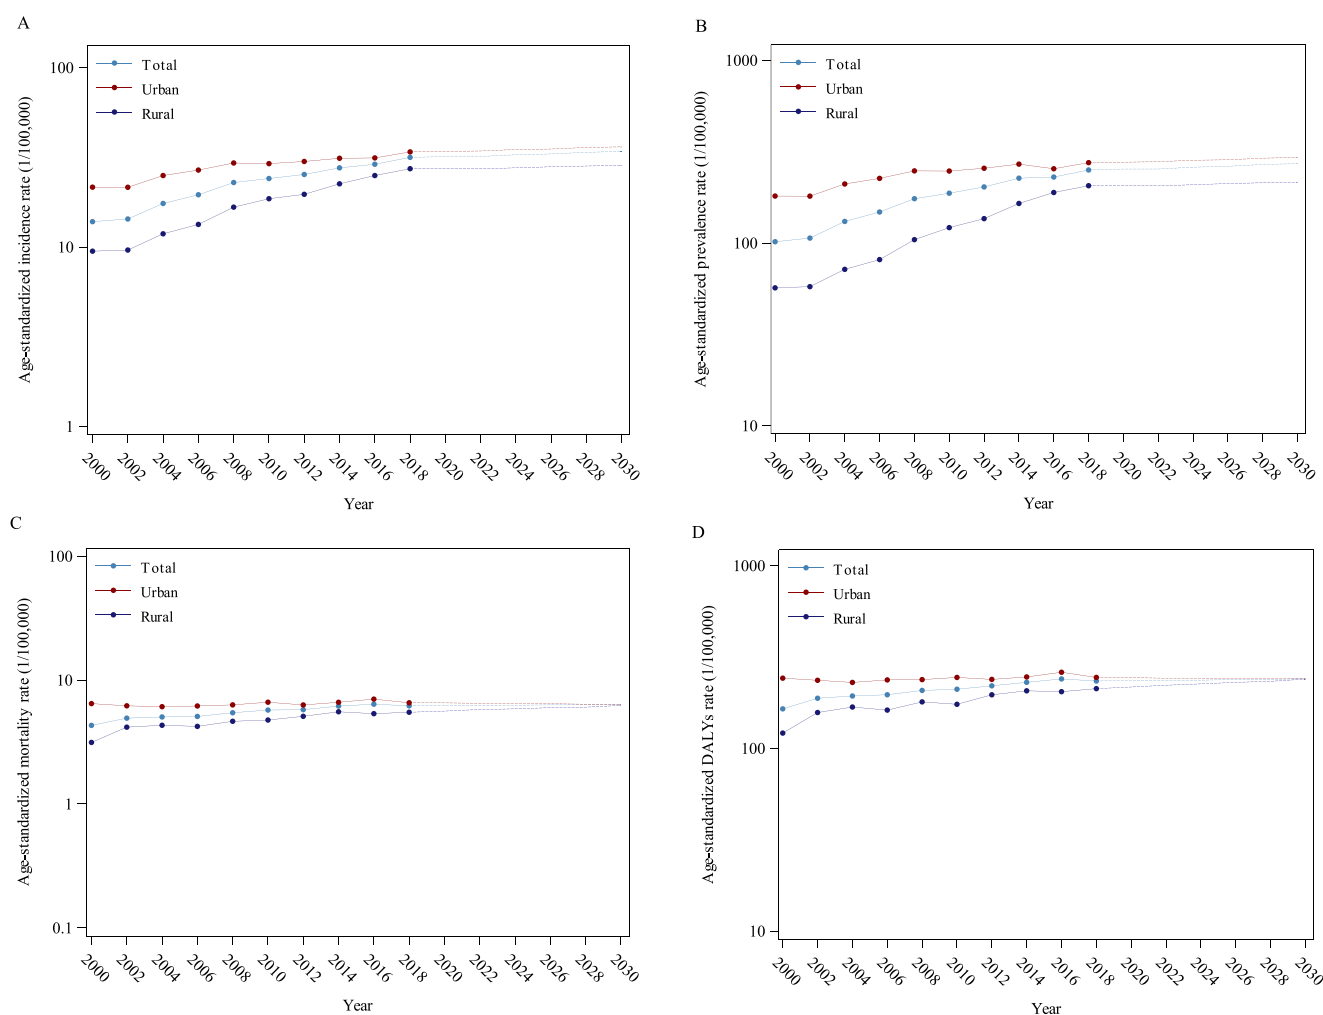 A
Age-standardized incidence rate (1/100,000)
100
10
1
Total
Urban
Rural
2000 2002 2004 2006 2008 2010 2012 2014 2016 2018 2020 2022 2024 2026 2028 2030
Year
B
Age-standardized prevalence rate (1/100,000)
1000
100
10
Total
Urban
Rural
2000 2002 2004 2006 2008 2010 2012 2014 2016 2018 2020 2022 2024 2026 2028 2030
Year
C
Age-standardized mortality rate (1/100,000)
100
10
1
0.1
Total
Urban
Rural
2000 2002 2004 2006 2008 2010 2012 2014 2016 2018 2020 2022 2024 2026 2028 2030
Year
D
Age-standardized DALYs rate (1/100,000)
1000
100
10
Total
Urban
Rural
2000 2002 2004 2006 2008 2010 2012 2014 2016 2018 2020 2022 2024 2026 2028 2030
Year